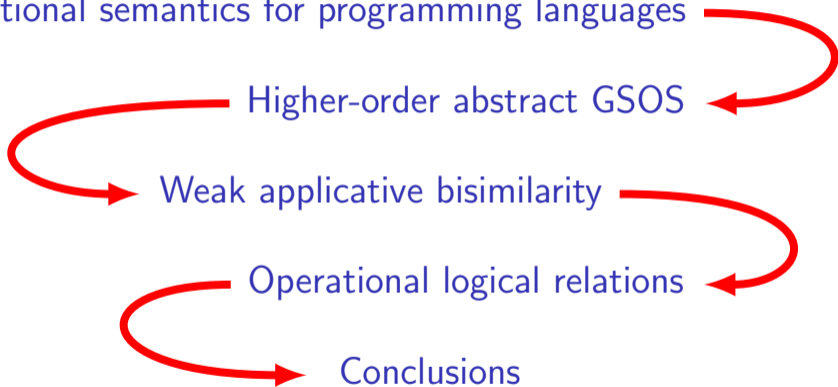 tional semantics for programming languages
Higher-order abstract GSOS
Weak applicative bisimilarity
Operational logical relations
Conclusions